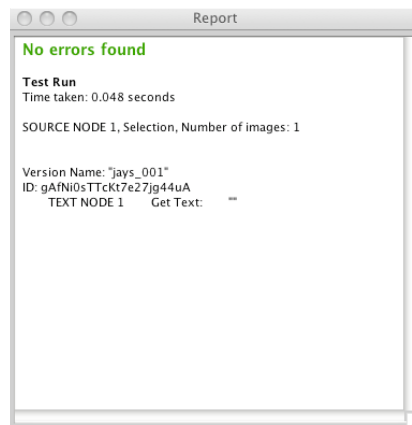 Report
No errors found
Test Run
Time taken: 0.048 seconds
SOURCE NODE 1, Selection, Number of images: 1
Version Name: "jays_001"
ID: gAfNi0sTTcKt7e27jg44uA
TEXT NODE 1 Get Text: ""